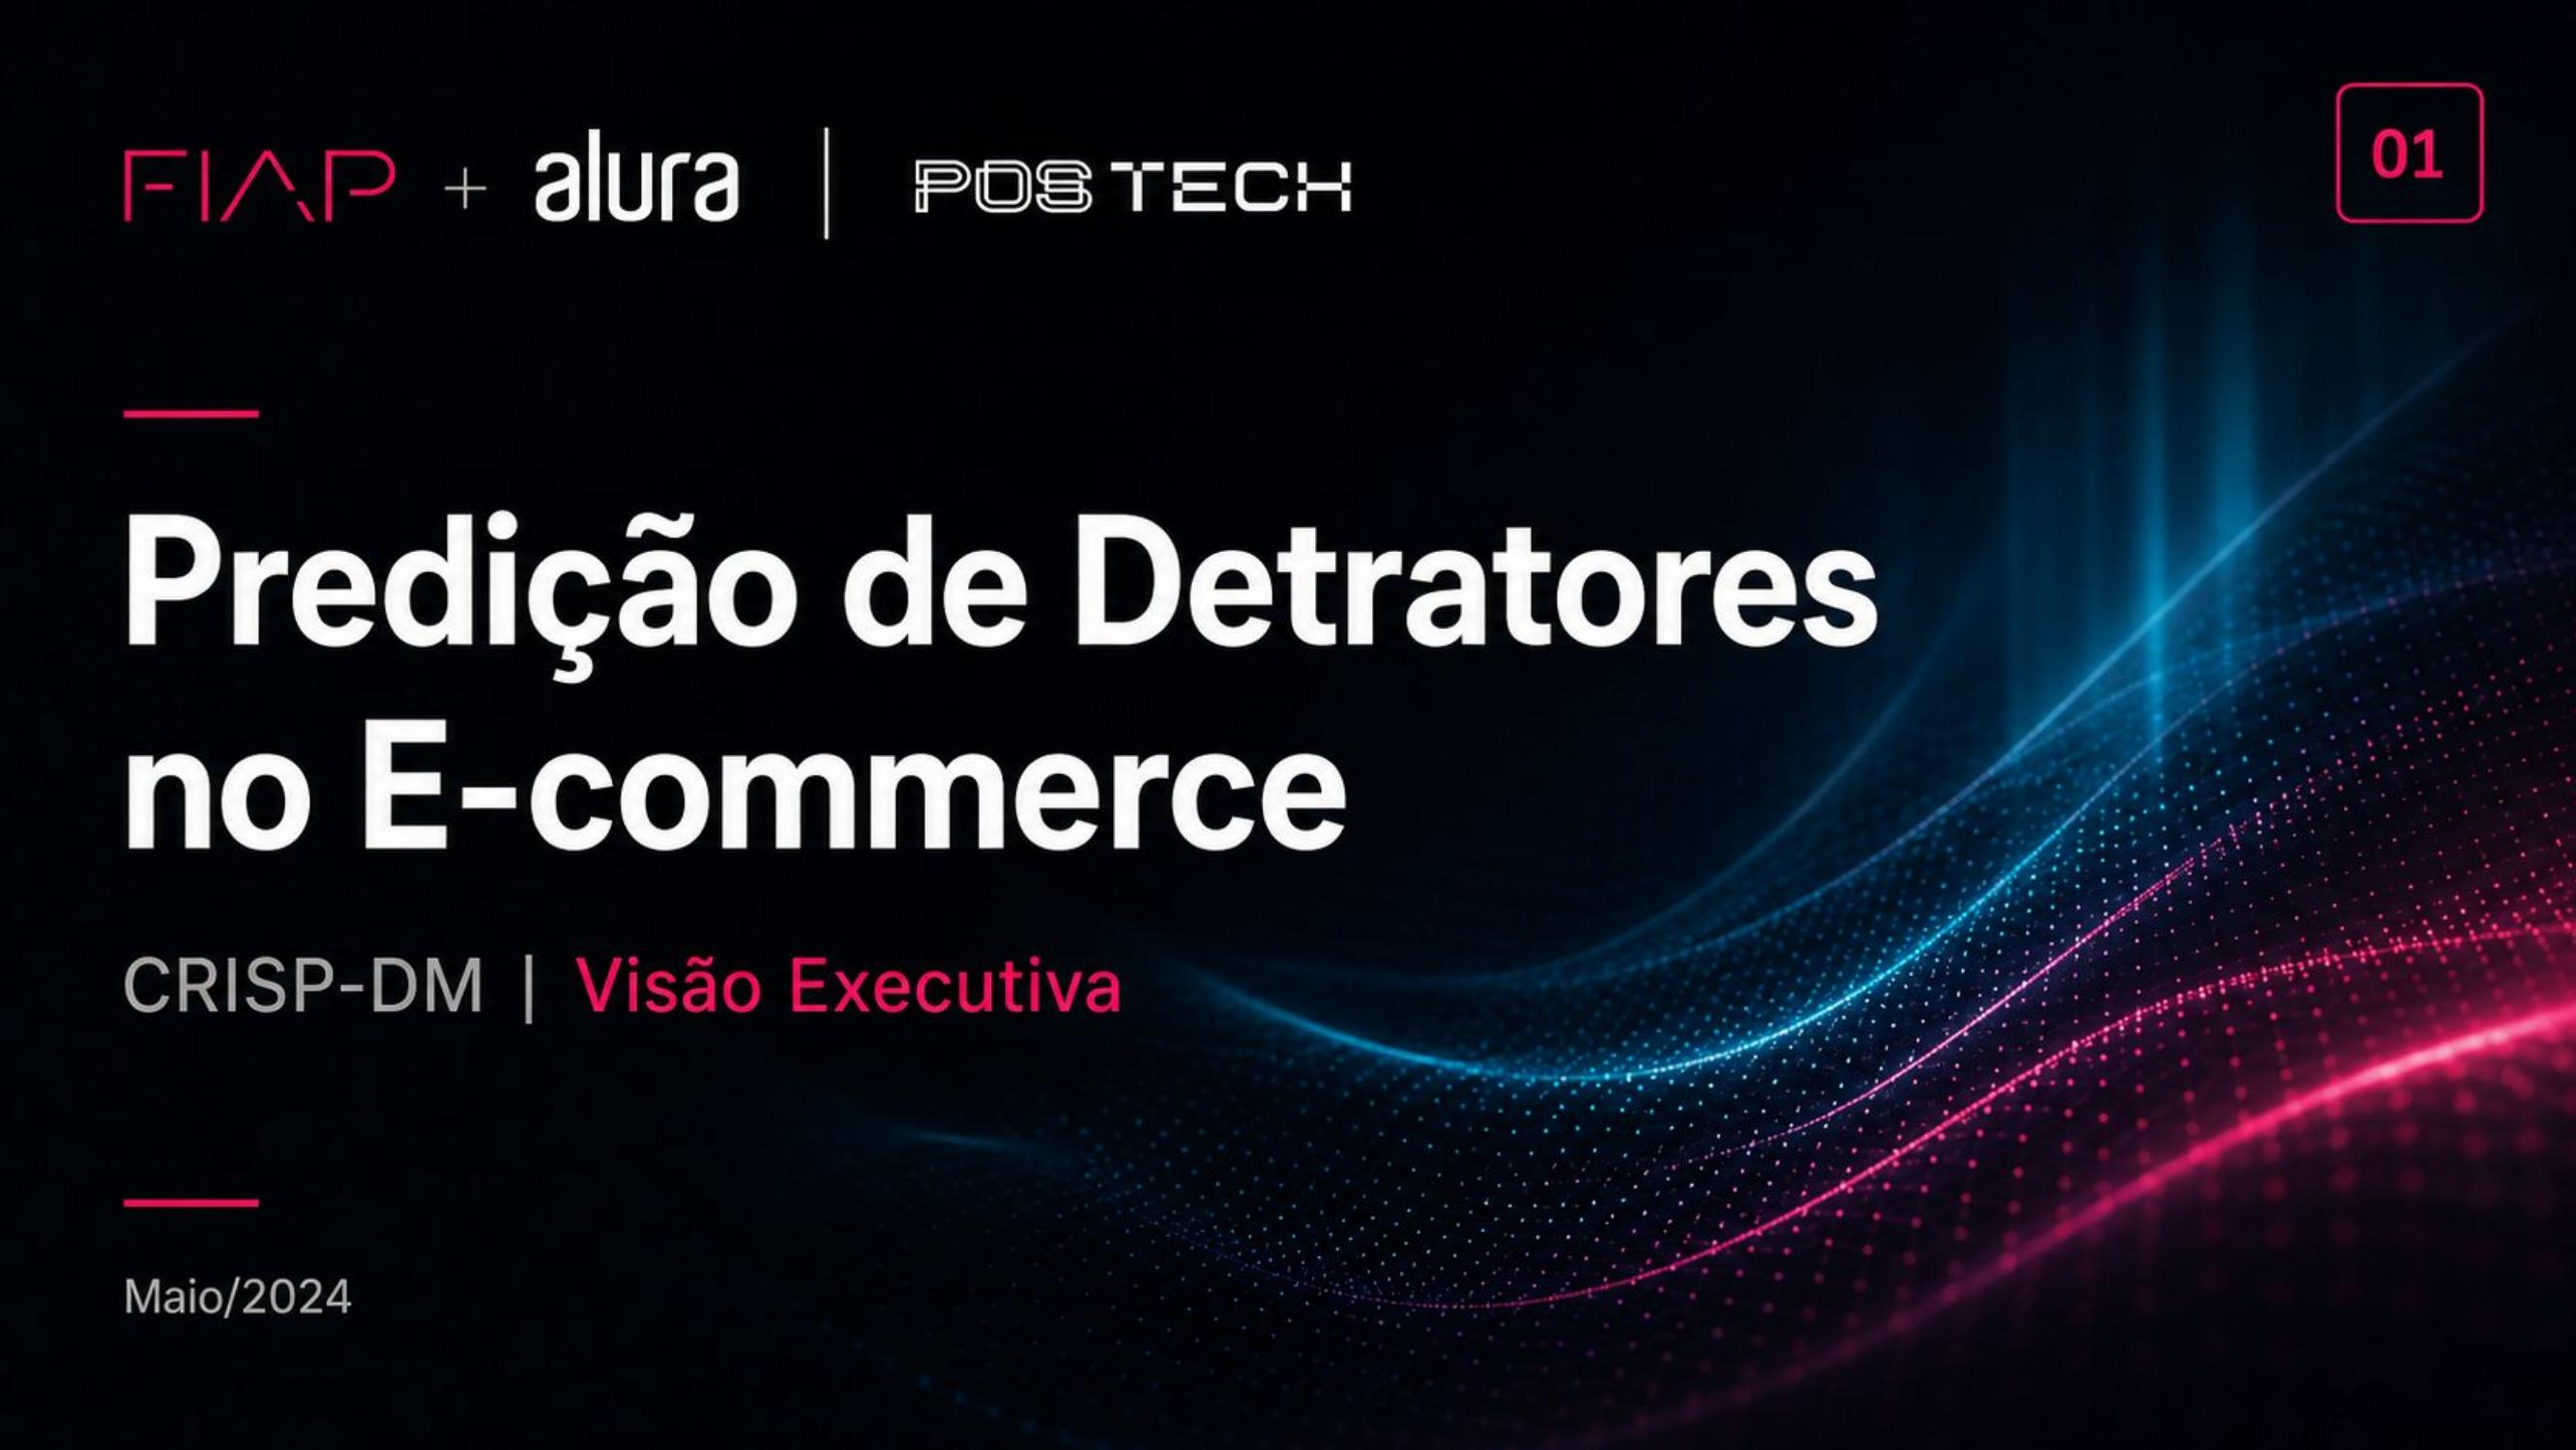 FIAP + alura | POS TECH
01
Predição de Detratores
no E-commerce
CRISP-DM | Visão Executiva
Maio/2024